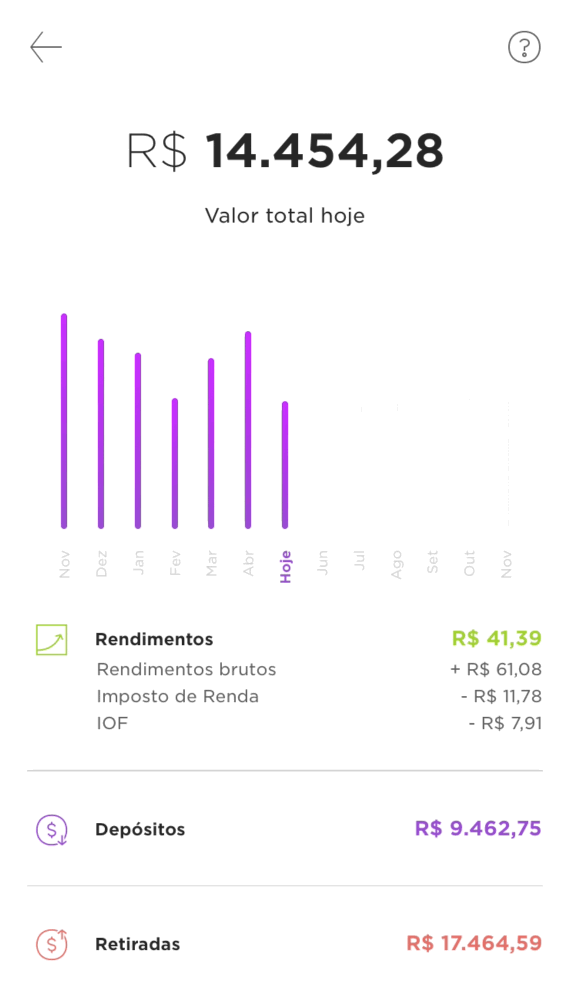 ?
R$ 14.454,28
Valor total hoje
Nov Dez Jan Fev Mar Abr Hoje Jun Jul Ago Set Out Nov
Rendimentos R$ 41,39
Rendimentos brutos + R$ 61,08
Imposto de Renda - R$ 11,78
IOF - R$ 7,91
$ Depósitos R$ 9.462,75
$ Retiradas R$ 17.464,59